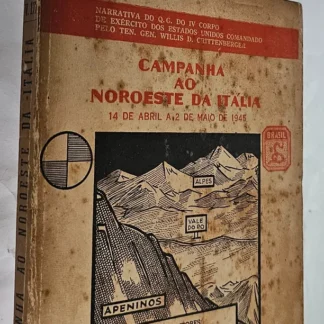 NARRATIVA DO Q.G. DO IV CORPO
DE EXÉRCITO DOS ESTADOS UNIDOS COMANDADO
PELO TEN. GEN. WILLIS D. CRITTENBERGER
CAMPANHA
AO
NOROESTE DA ITÁLIA
14 DE ABRIL A 2 DE MAIO DE 1945
BRASIL
ALPES
VALE
DO PÓ
APENINOS
HA AO NOROESTE DA ITÁLIA